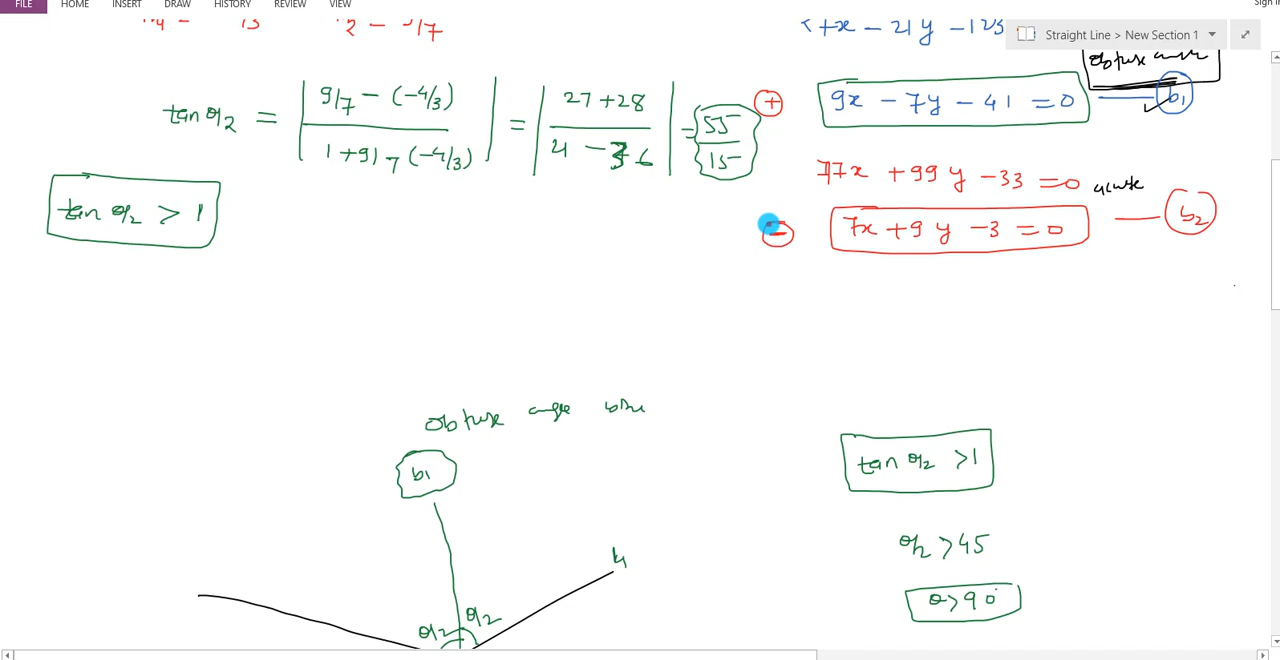 FILE HOME INSERT DRAW HISTORY REVIEW VIEW
Sign in
Straight Line > New Section 1
obtuse angle
tan θ/2 = | 9/7 - (-4/3) / 1 + 9/7 (-4/3) | = | 27 + 28 / 21 - 36 | = 55 / 15
+ 9x - 7y - 41 = 0 b1
tan θ/2 > 1
77x + 99y - 33 = 0 acute
- 7x + 9y - 3 = 0 b2
obtuse angle
b1
tan θ/2 > 1
θ/2 > 45
θ > 90°
θ/2 θ/2